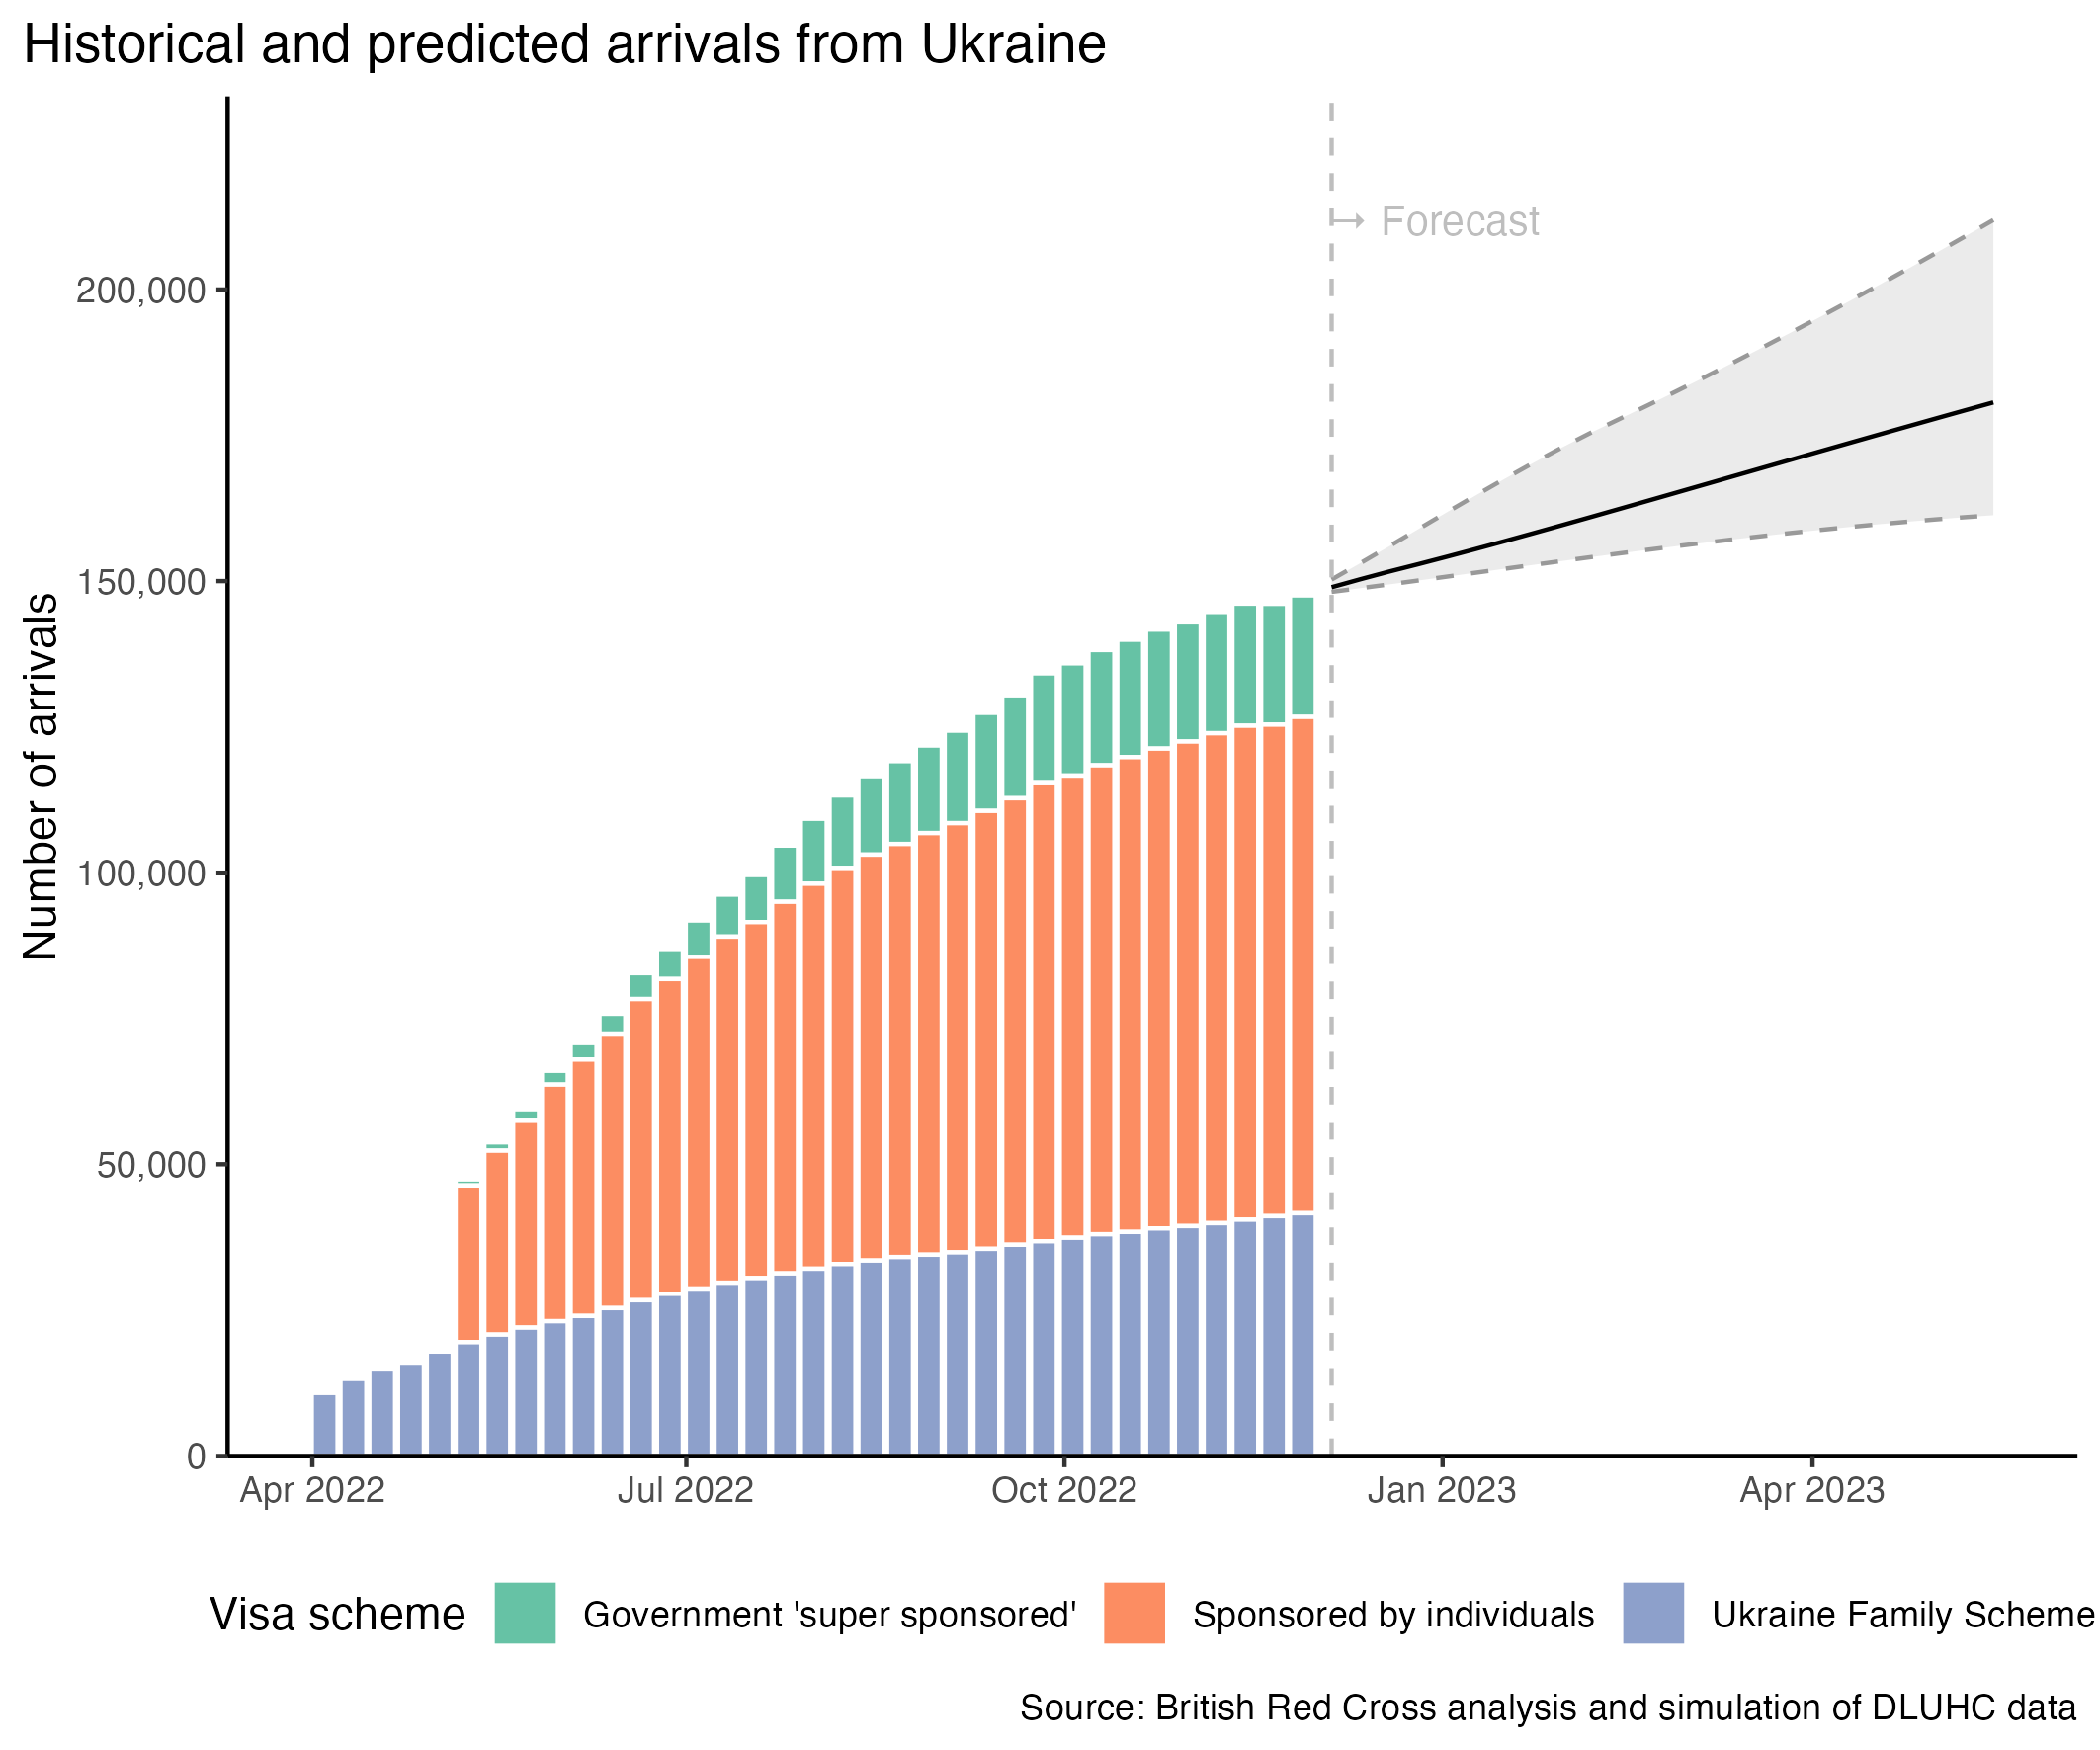 Historical and predicted arrivals from Ukraine
Forecast
200,000
150,000
100,000
50,000
0
Number of arrivals
Apr 2022
Jul 2022
Oct 2022
Jan 2023
Apr 2023
Visa scheme
Government 'super sponsored'
Sponsored by individuals
Ukraine Family Scheme
Source: British Red Cross analysis and simulation of DLUHC data